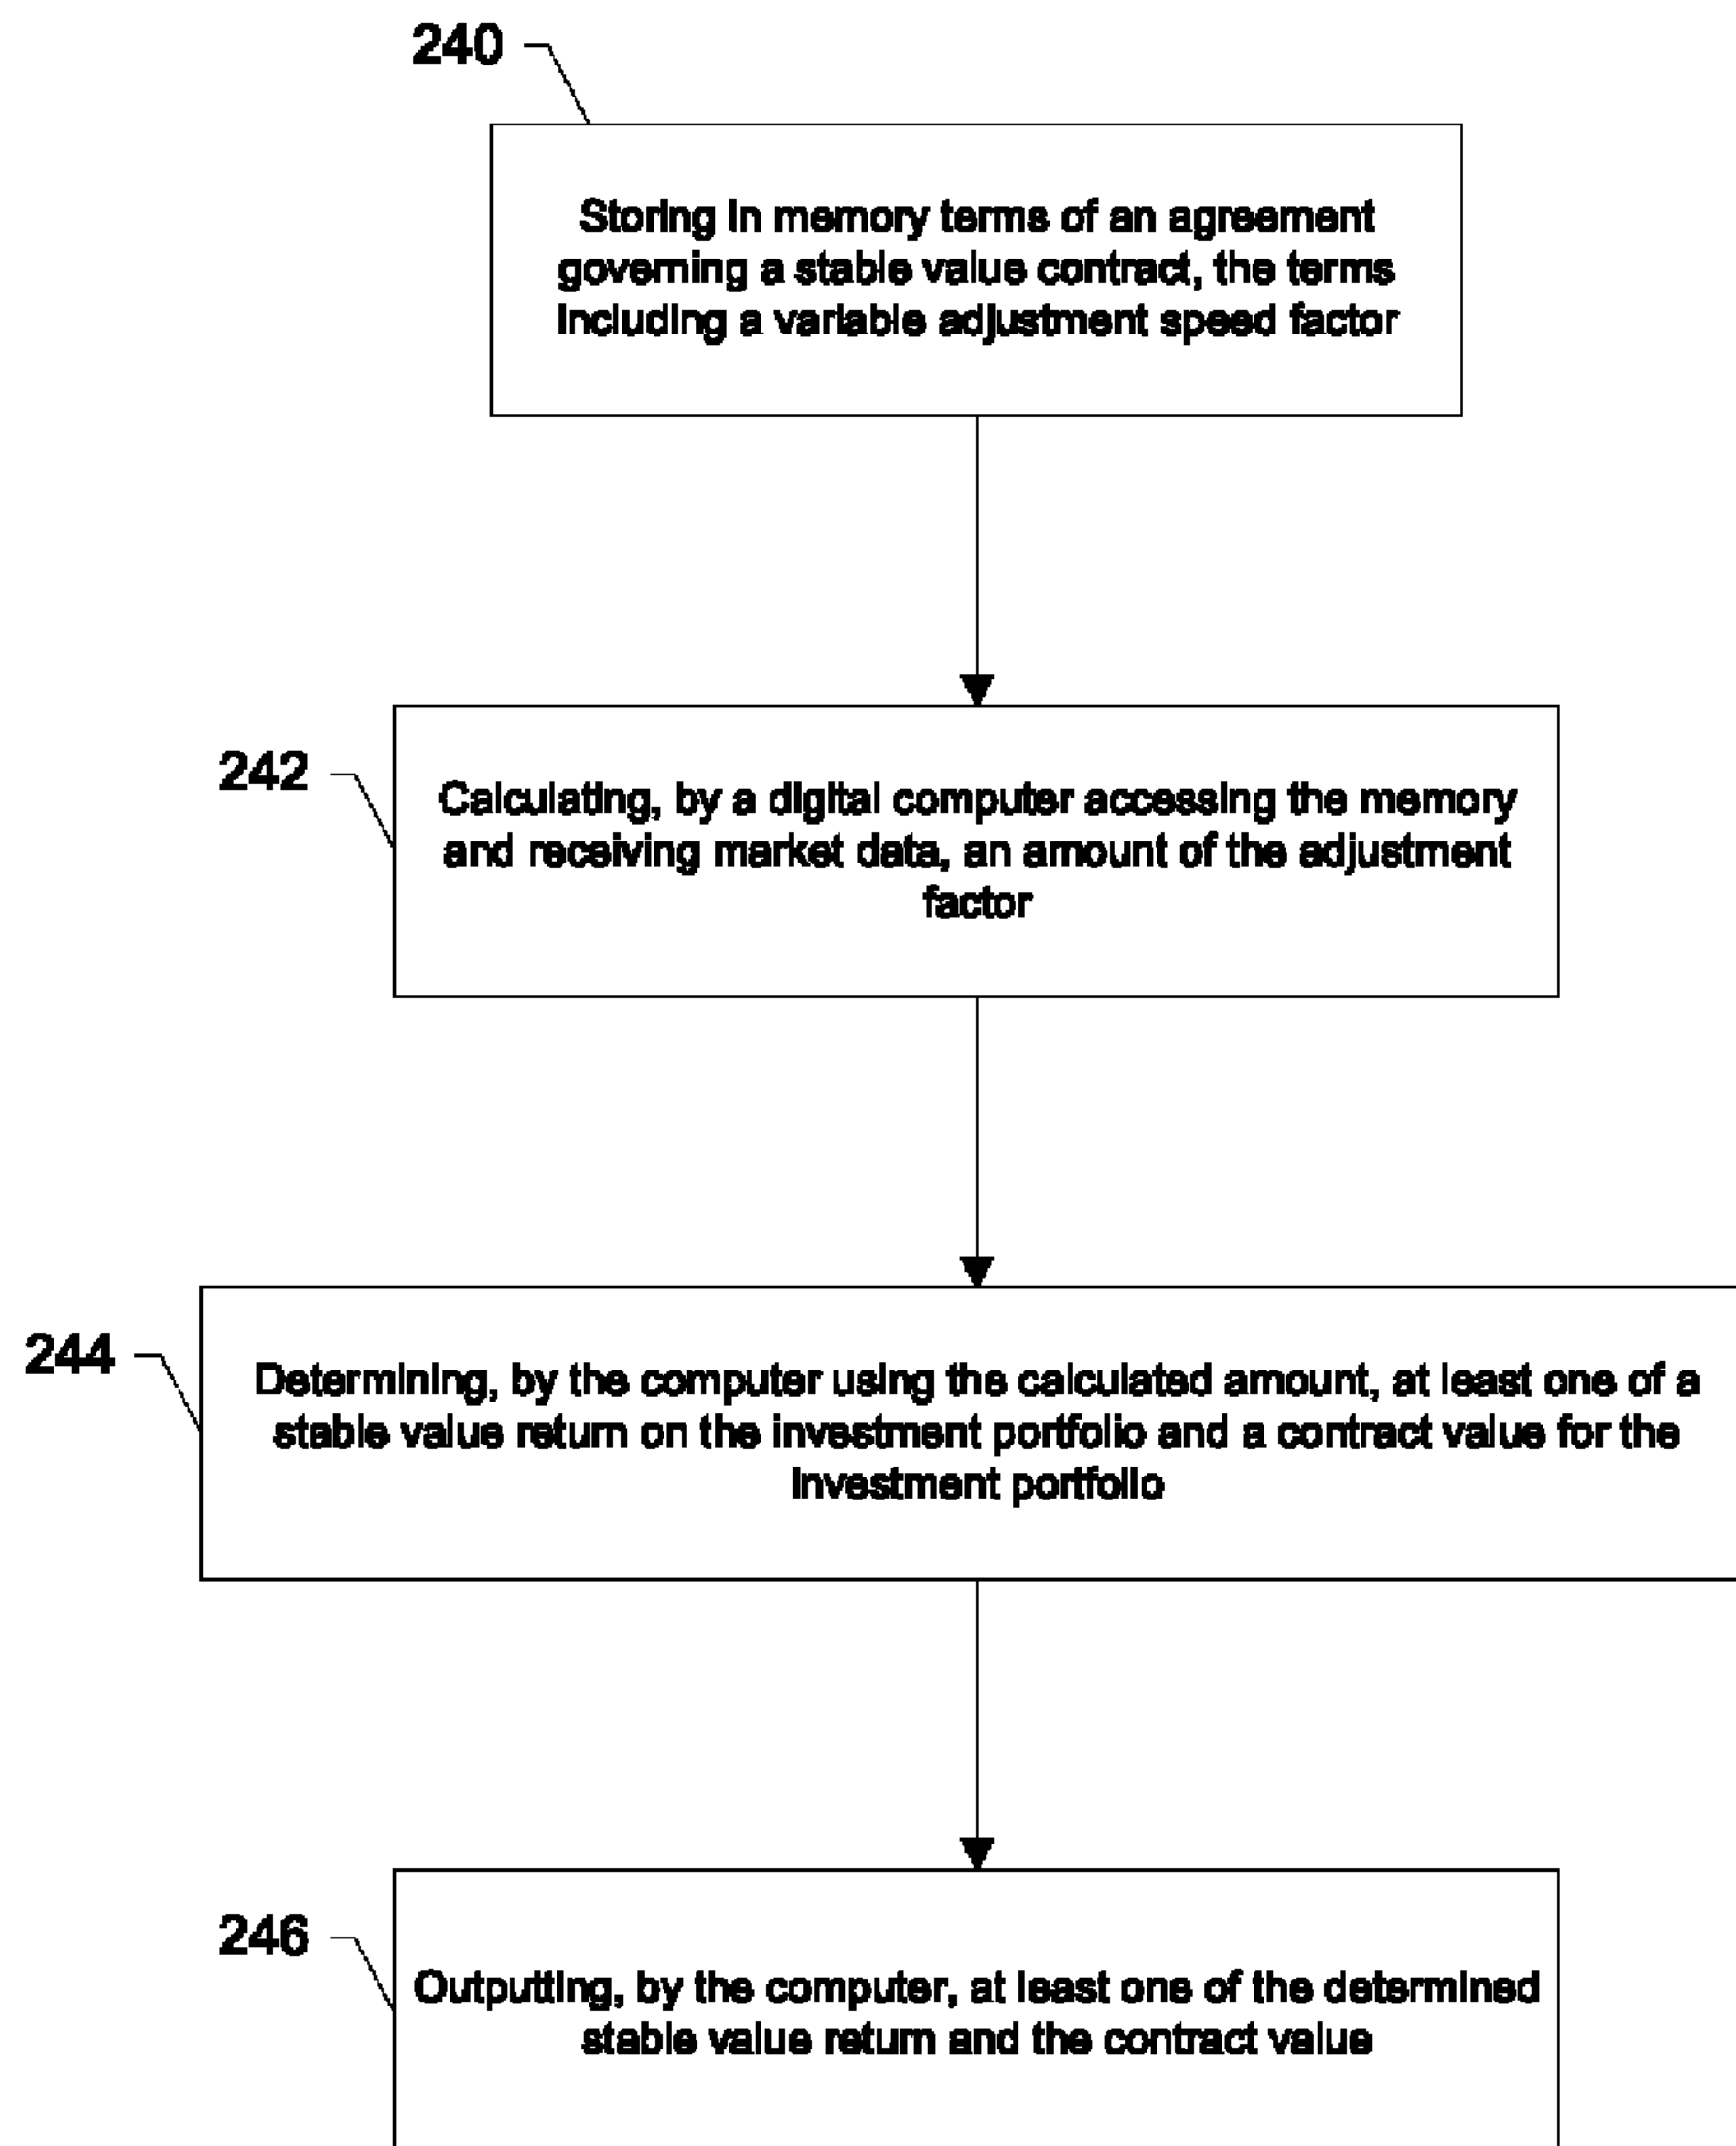 240
Storing in memory terms of an agreement
governing a stable value contract, the terms
including a variable adjustment speed factor
242
Calculating, by a digital computer accessing the memory
and receiving market data, an amount of the adjustment
factor
244
Determining, by the computer using the calculated amount, at least one of a
stable value return on the investment portfolio and a contract value for the
investment portfolio
246
Outputting, by the computer, at least one of the determined
stable value return and the contract value